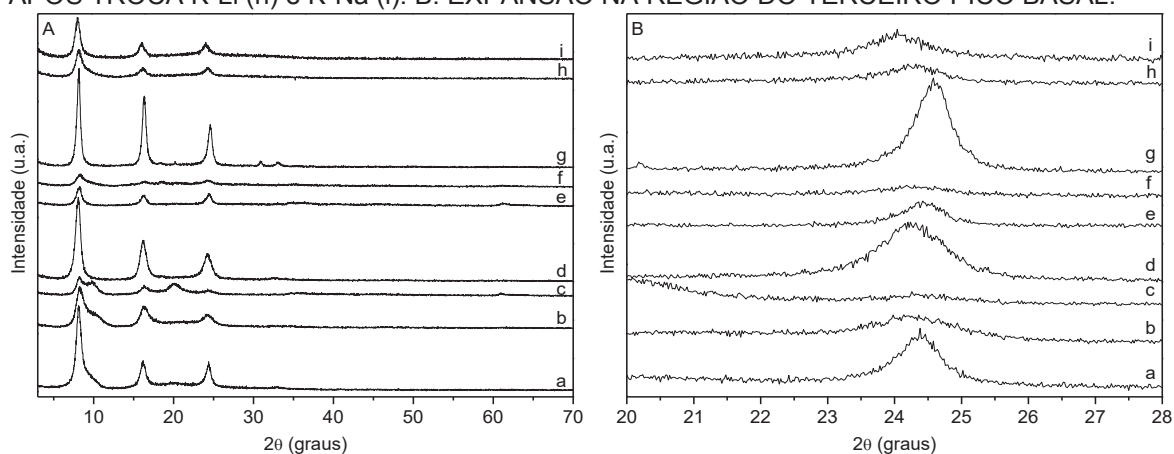 APÓS TROCA K-Li (h) e K-Na (i). B: EXPANSÃO NA REGIÃO DO TERCEIRO PICO BASAL.
A
i
h
g
f
e
d
c
b
a
Intensidade (u.a.)
10 20 30 40 50 60 70
2θ (graus)
B
i
h
g
f
e
d
c
b
a
Intensidade (u.a.)
20 21 22 23 24 25 26 27 28
2θ (graus)